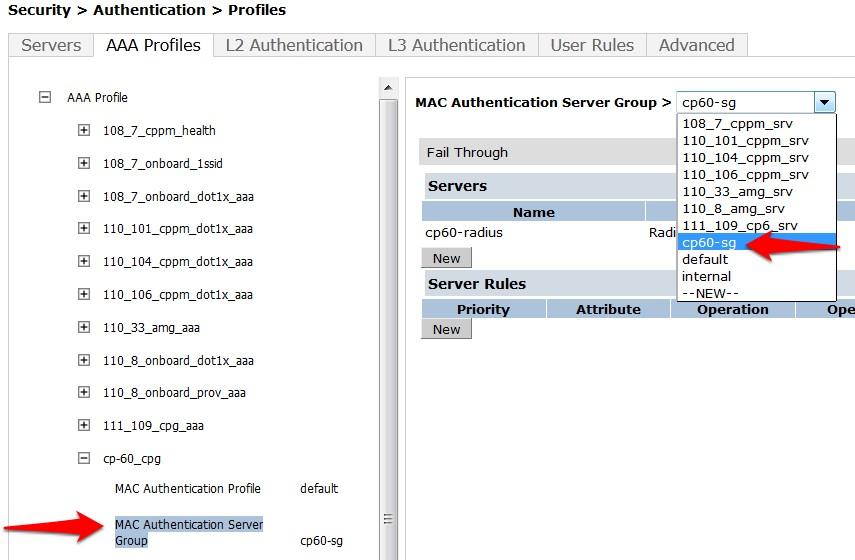 Security > Authentication > Profiles
Servers AAA Profiles L2 Authentication L3 Authentication User Rules Advanced
AAA Profile
108_7_cppm_health
108_7_onboard_1ssid
108_7_onboard_dot1x_aaa
110_101_cppm_dot1x_aaa
110_104_cppm_dot1x_aaa
110_106_cppm_dot1x_aaa
110_33_amg_aaa
110_8_onboard_dot1x_aaa
110_8_onboard_prov_aaa
111_109_cpg_aaa
cp-60_cpg
MAC Authentication Profile default
MAC Authentication Server
Group cp60-sg
MAC Authentication Server Group > cp60-sg
108_7_cppm_srv
110_101_cppm_srv
110_104_cppm_srv
110_106_cppm_srv
110_33_amg_srv
110_8_amg_srv
111_109_cp6_srv
cp60-sg
default
internal
--NEW--
Fail Through
Servers
Name
cp60-radius Radi
New
Server Rules
Priority Attribute Operation Ope
New